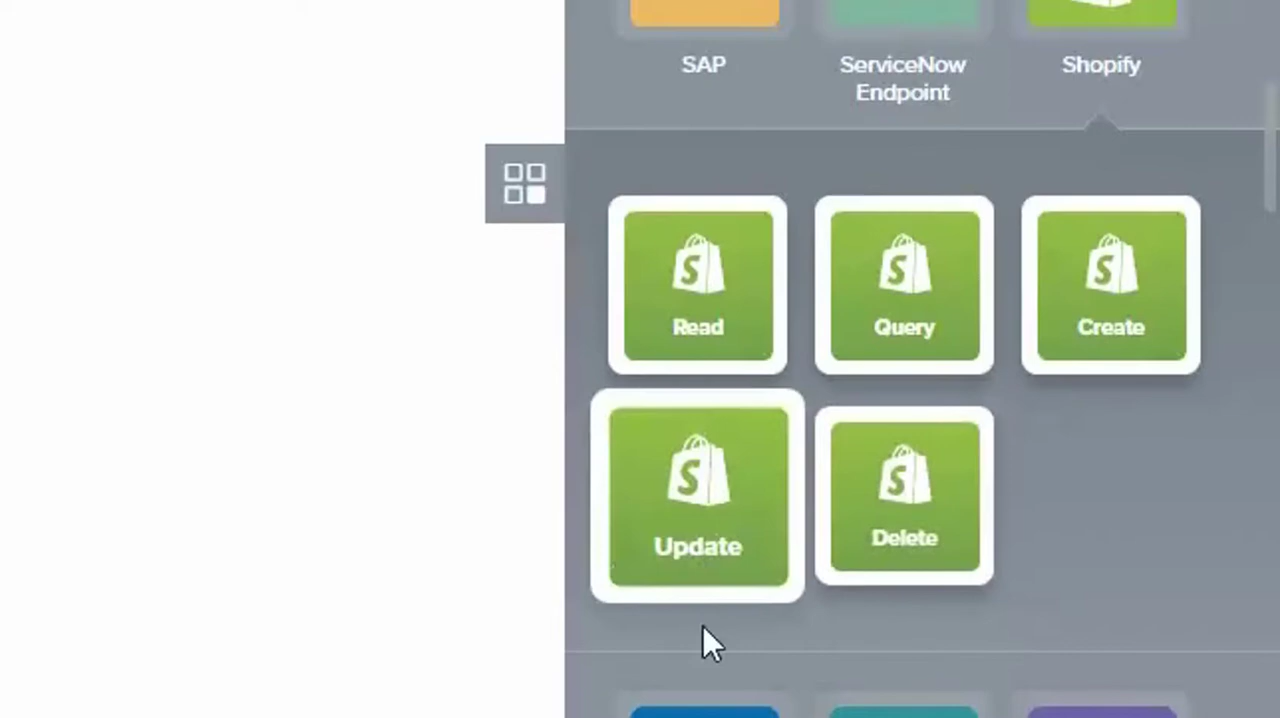 SAP
ServiceNow
Endpoint
Shopify
Read
Query
Create
Update
Delete